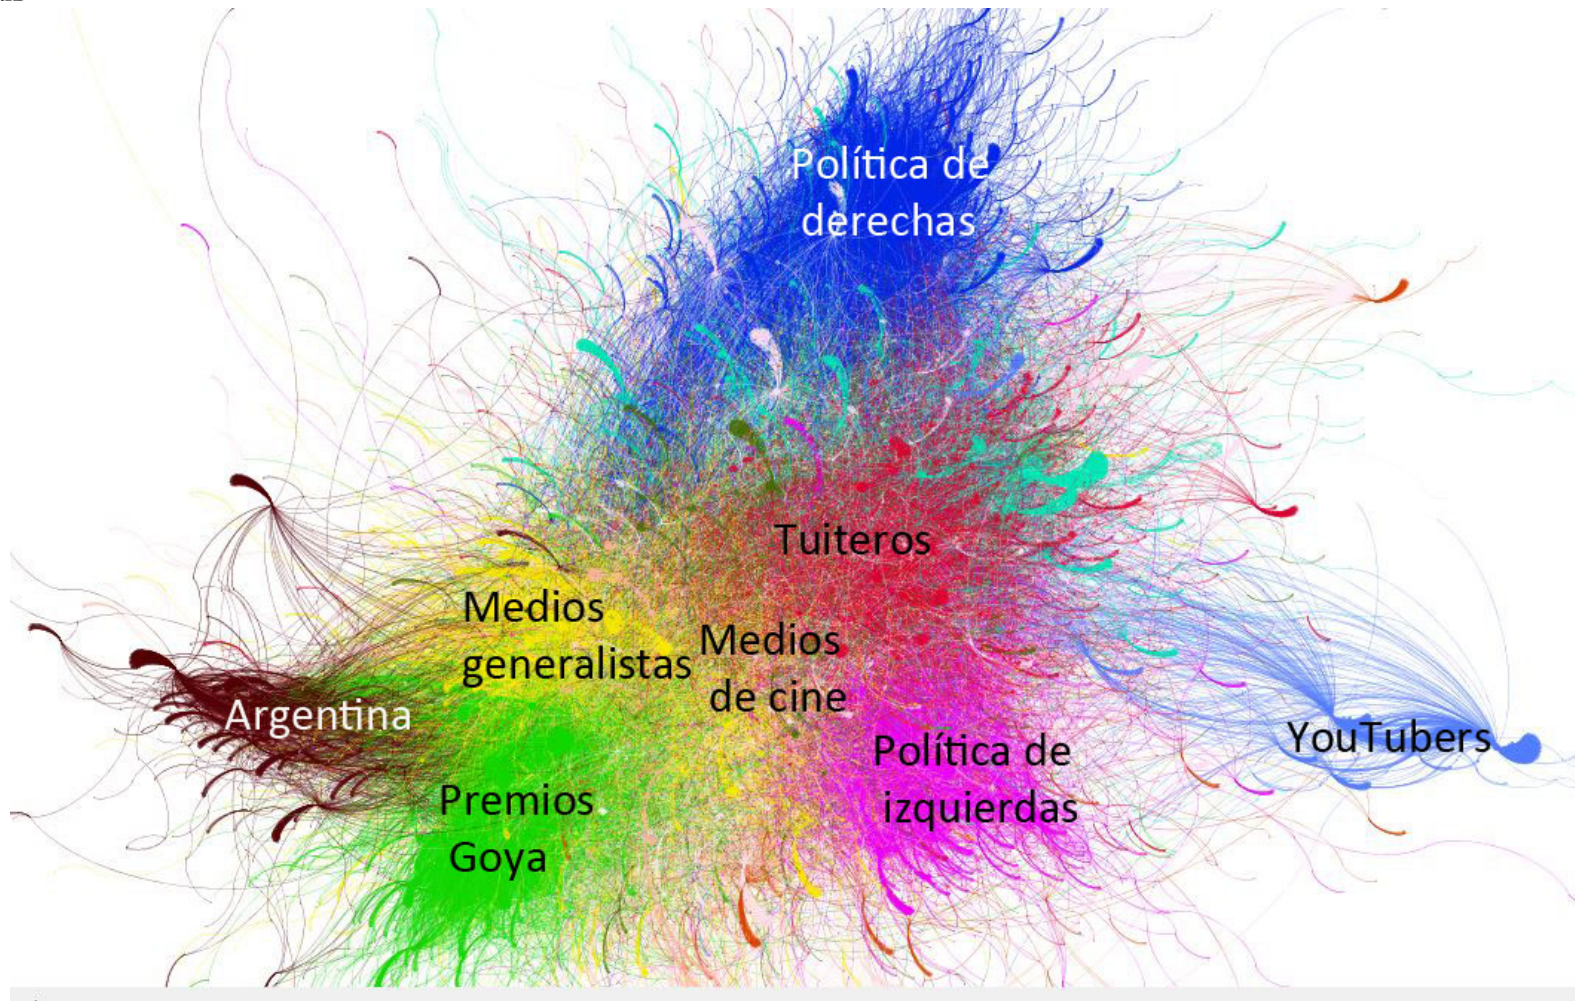 Política de
derechas
Tuiteros
Medios
generalistas
Medios
de cine
Argentina
YouTubers
Política de
izquierdas
Premios
Goya